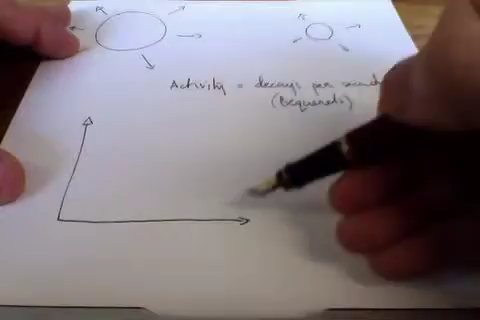 Activity = decays per second
(Bequerels)